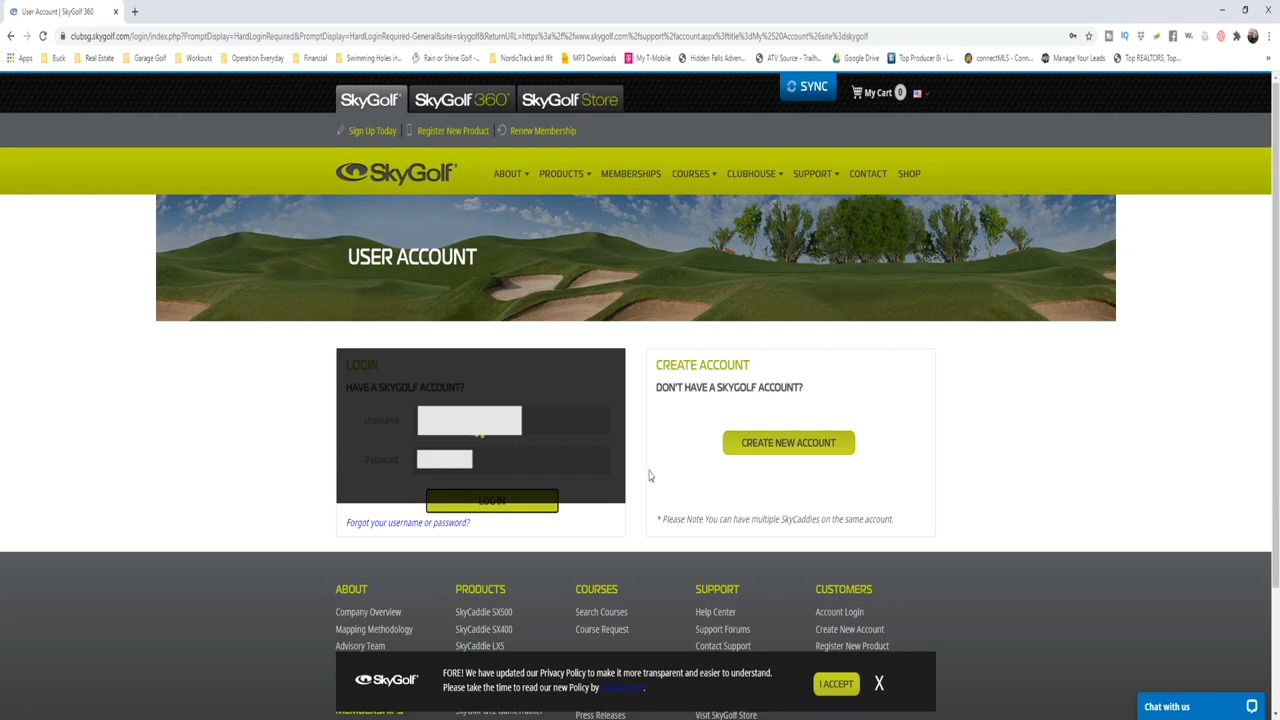 User Account | SkyGolf 360
clubsg.skygolf.com/login/index.php?PromptDisplay=HardLoginRequired&PromptDisplay=HardLoginRequired-General&site=skygolf&ReturnURL=https%3a%2f%2fwww.skygolf.com%2fsupport%2faccount.aspx%3ftitle%3dMy%2520Account%26site%3dskygolf
Apps Buck Real Estate Garage Golf Workouts Operation Everyday Financial Swimming Holes in... Rain or Shine Golf -... NordicTrack and Ifit MP3 Downloads My T-Mobile Hidden Falls Adven... ATV Source - Trailh... Google Drive Top Producer 8i - L... connectMLS - Conn... Manage Your Leads Top REALTORS, Top...
SkyGolf SkyGolf 360 SkyGolf Store SYNC My Cart 0
Sign Up Today Register New Product Renew Membership
SkyGolf ABOUT PRODUCTS MEMBERSHIPS COURSES CLUBHOUSE SUPPORT CONTACT SHOP
USER ACCOUNT
LOGIN
HAVE A SKYGOLF ACCOUNT?
Username
Password
LOG IN
Forgot your username or password?
CREATE ACCOUNT
DON'T HAVE A SKYGOLF ACCOUNT?
CREATE NEW ACCOUNT
* Please Note You can have multiple SkyCaddies on the same account.
ABOUT PRODUCTS COURSES SUPPORT CUSTOMERS
Company Overview SkyCaddie SX500 Search Courses Help Center Account Login
Mapping Methodology SkyCaddie SX400 Course Request Support Forums Create New Account
Advisory Team SkyCaddie LX5 Contact Support Register New Product
SkyGolf
FORE! We have updated our Privacy Policy to make it more transparent and easier to understand.
Please take the time to read our new Policy by
I ACCEPT X
MEMBERSHIPS Press Releases Visit SkyGolf Store
Chat with us